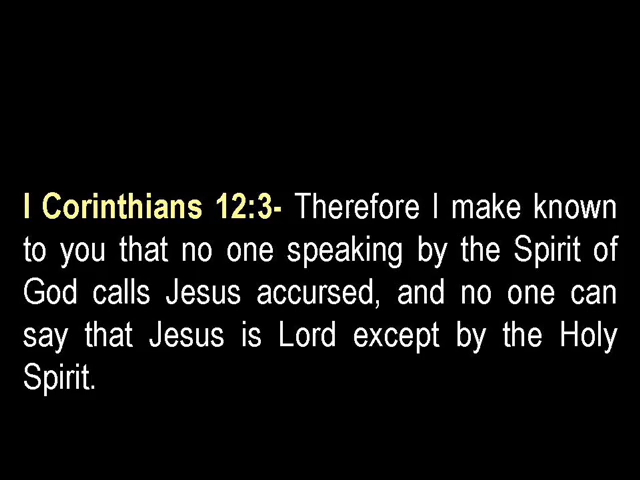 I Corinthians 12:3- Therefore I make known
to you that no one speaking by the Spirit of
God calls Jesus accursed, and no one can
say that Jesus is Lord except by the Holy
Spirit.